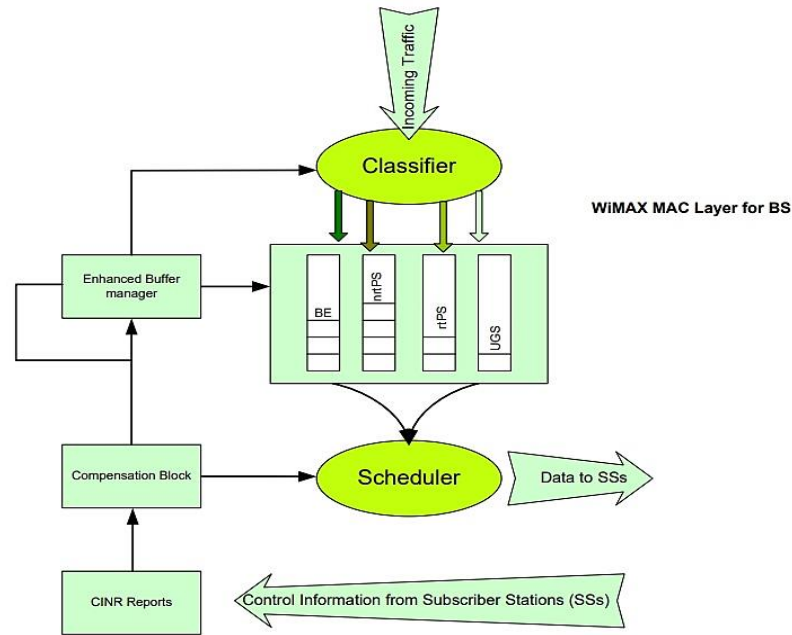 Incoming Traffic
Classifier
WiMAX MAC Layer for BS
Enhanced Buffer
manager
BE
nrtPS
rtPS
UGS
Compensation Block
Scheduler
Data to SSs
CINR Reports
Control Information from Subscriber Stations (SSs)